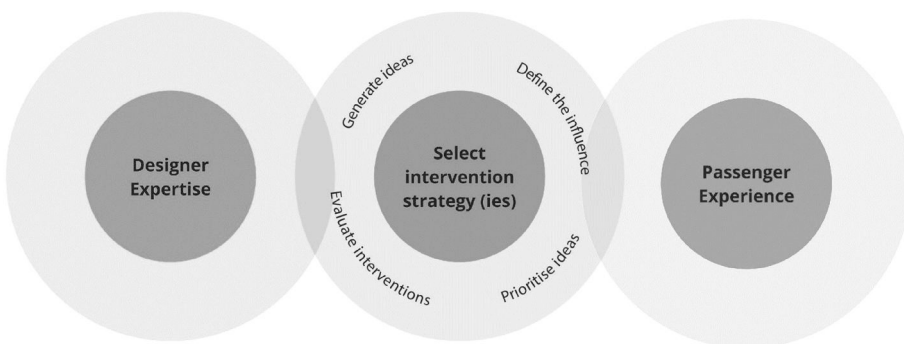 Designer
Expertise
Generate ideas
Define the influence
Select
intervention
strategy (ies)
Evaluate interventions
Prioritise ideas
Passenger
Experience